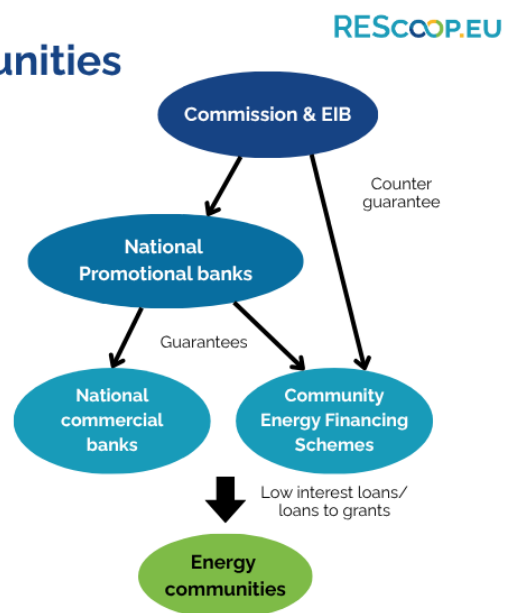 REScoop.EU
unities
Commission & EIB
Counter
guarantee
National
Promotional banks
Guarantees
National
commercial
banks
Community
Energy Financing
Schemes
Low interest loans/
loans to grants
Energy
communities